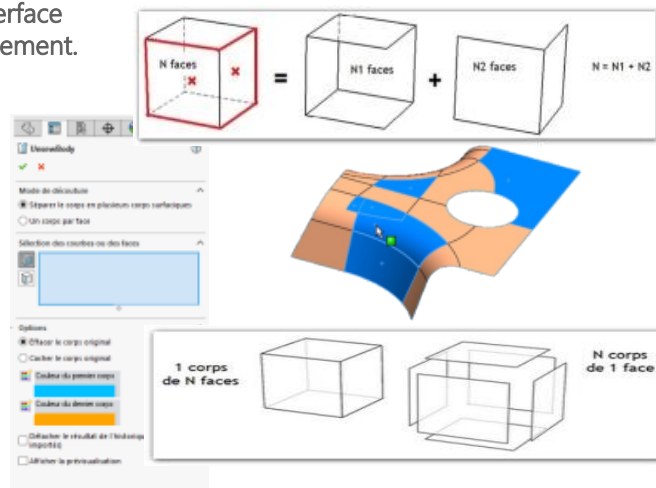 erface
ement.
N faces
=
N1 faces
+
N2 faces
N = N1 + N2
UnsewBody
Mode de découture
Séparer le corps en plusieurs corps surfaciques
Un corps par face
Sélection des courbes ou des faces
Options
Effacer le corps original
Cacher le corps original
Couleur du premier corps
Couleur du dernier corps
Détacher le résultat de l'historiqu
importés)
Afficher la prévisualisation
1 corps
de N faces
N corps
de 1 face